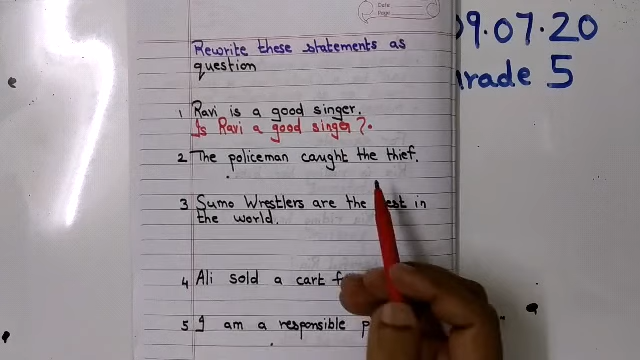 Date
Page
09.07.20
Grade 5
Rewrite these statements as
question
1 Ravi is a good singer.
Is Ravi a good singer?.
2 The policeman caught the thief.
3 Sumo Wrestlers are the best in
the world.
4 Ali sold a cart
5 I am a responsible